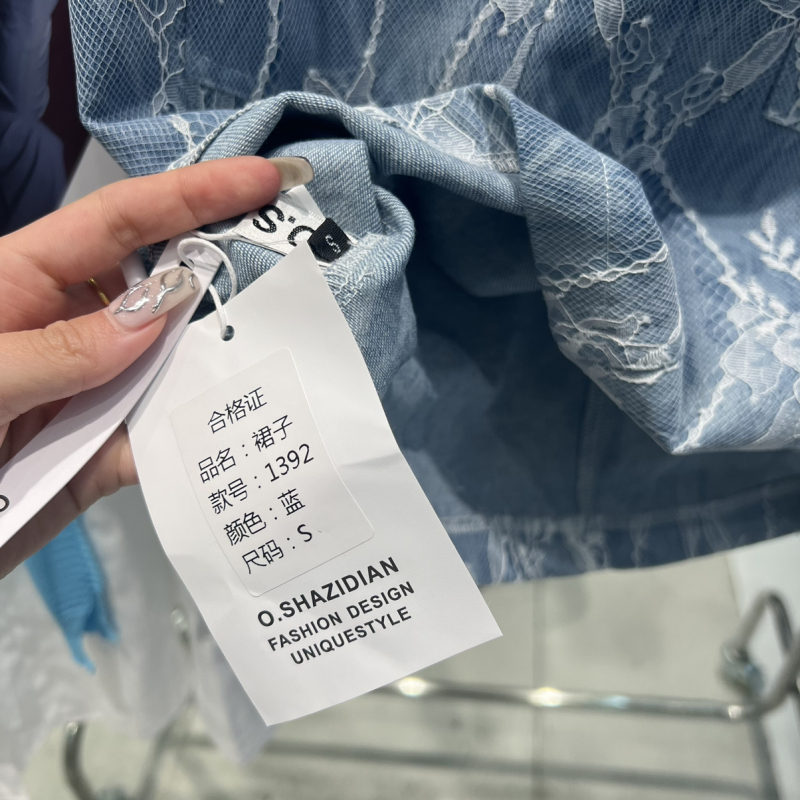 S
合格证
品名：裙子
款号：1392
颜色：蓝
尺码：S
O.SHAZIDIAN
FASHION DESIGN
UNIQUESTYLE